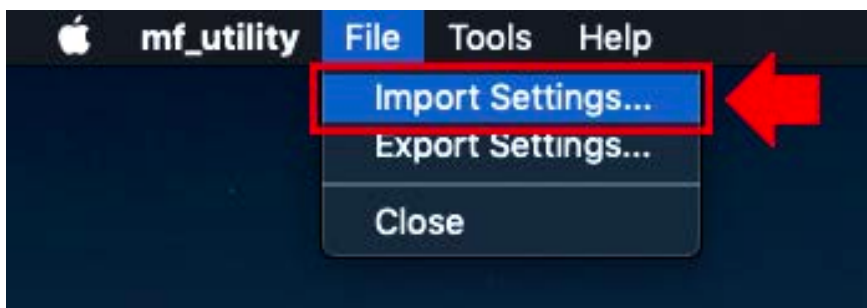 mf_utility File Tools Help
Import Settings...
Export Settings...
Close